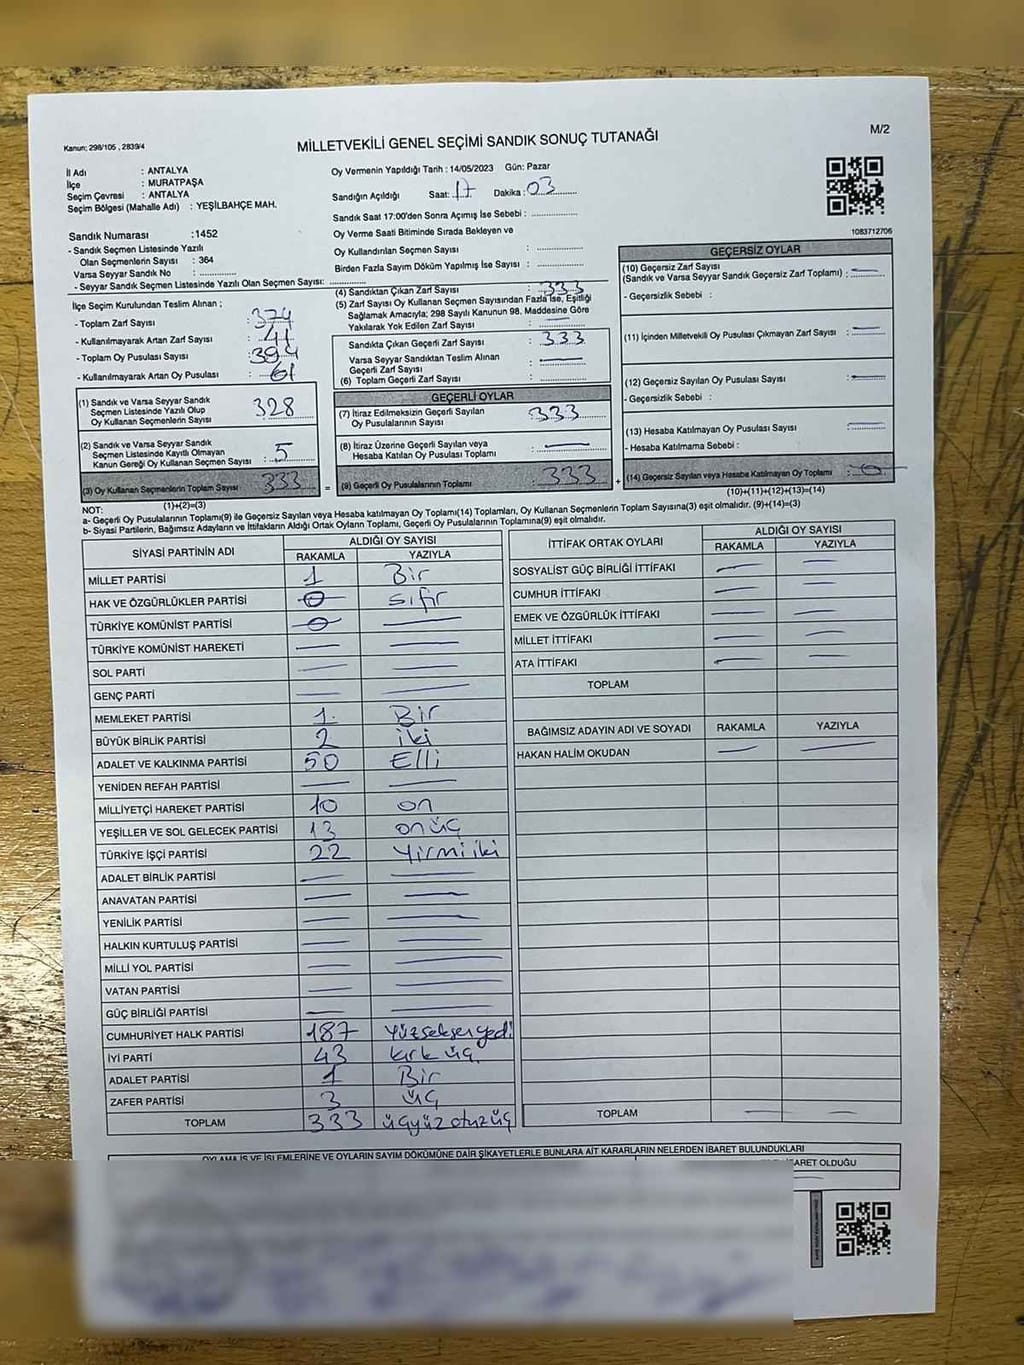 Kanun; 298/105 , 2839/4
M/2
MİLLETVEKİLİ GENEL SEÇİMİ SANDIK SONUÇ TUTANAĞI
İl Adı : ANTALYA
İlçe : MURATPAŞA
Seçim Çevresi : ANTALYA
Seçim Bölgesi (Mahalle Adı) : YEŞİLBAHÇE MAH.
Oy Vermenin Yapıldığı Tarih : 14/05/2023 Gün: Pazar
Sandığın Açıldığı Saat: 17 Dakika : 03
Sandık Saat 17:00'den Sonra Açımış İse Sebebi :
Oy Verme Saati Bitiminde Sırada Bekleyen ve
Oy Kullandırılan Seçmen Sayısı :
Birden Fazla Sayım Döküm Yapılmış İse Sayısı :
1083712706
Sandık Numarası :1452
- Sandık Seçmen Listesinde Yazılı
Olan Seçmenlerin Sayısı : 364
Varsa Seyyar Sandık No :
- Seyyar Sandık Seçmen Listesinde Yazılı Olan Seçmen Sayısı:
İlçe Seçim Kurulundan Teslim Alınan ;
- Toplam Zarf Sayısı : 374
- Kullanılmayarak Artan Zarf Sayısı : 41
- Toplam Oy Pusulası Sayısı : 394
- Kullanılmayarak Artan Oy Pusulası : 61
(1) Sandık ve Varsa Seyyar Sandık
Seçmen Listesinde Yazılı Olup
Oy Kullanan Seçmenlerin Sayısı : 328
(2) Sandık ve Varsa Seyyar Sandık
Seçmen Listesinde Kayıtlı Olmayan
Kanun Gereği Oy Kullanan Seçmen Sayısı : 5
(3) Oy Kullanan Seçmenlerin Toplam Sayısı 333
(1)+(2)=(3)
(4) Sandıktan Çıkan Zarf Sayısı : 333
(5) Zarf Sayısı Oy Kullanan Seçmen Sayısından Fazla İse, Eşitliği
Sağlamak Amacıyla; 298 Sayılı Kanunun 98. Maddesine Göre
Yakılarak Yok Edilen Zarf Sayısı : —
Sandıkta Çıkan Geçerli Zarf Sayısı : 333
Varsa Seyyar Sandıktan Teslim Alınan
Geçerli Zarf Sayısı : —
(6) Toplam Geçerli Zarf Sayısı :
=
GEÇERLİ OYLAR
(7) İtiraz Edilmeksizin Geçerli Sayılan
Oy Pusulalarının Sayısı : 333
(8) İtiraz Üzerine Geçerli Sayılan veya
Hesaba Katılan Oy Pusulası Toplamı : —
(9) Geçerli Oy Pusulalarının Toplamı : 333
+
GEÇERSİZ OYLAR
(10) Geçersiz Zarf Sayısı
(Sandık ve Varsa Seyyar Sandık Geçersiz Zarf Toplamı) : —
- Geçersizlik Sebebi :
(11) İçinden Milletvekili Oy Pusulası Çıkmayan Zarf Sayısı : —
(12) Geçersiz Sayılan Oy Pusulası Sayısı : —
- Geçersizlik Sebebi :
(13) Hesaba Katılmayan Oy Pusulası Sayısı : —
- Hesaba Katılmama Sebebi :
(14) Geçersiz Sayılan veya Hesaba Katılmayan Oy Toplamı : 0
(10)+(11)+(12)+(13)=(14)
NOT:
a- Geçerli Oy Pusulalarının Toplamı(9) ile Geçersiz Sayılan veya Hesaba katılmayan Oy Toplamı(14) Toplamları, Oy Kullanan Seçmenlerin Toplam Sayısına(3) eşit olmalıdır. (9)+(14)=(3)
b- Siyasi Partilerin, Bağımsız Adayların ve İttifakların Aldığı Ortak Oyların Toplamı, Geçerli Oy Pusulalarının Toplamına(9) eşit olmalıdır.
SİYASİ PARTİNİN ADI ALDIĞI OY SAYISI
RAKAMLA YAZIYLA
MİLLET PARTİSİ 1 Bir
HAK VE ÖZGÜRLÜKLER PARTİSİ 0 sıfır
TÜRKİYE KOMÜNİST PARTİSİ 0 —
TÜRKİYE KOMÜNİST HAREKETİ — —
SOL PARTİ — —
GENÇ PARTİ — —
MEMLEKET PARTİSİ 1 Bir
BÜYÜK BİRLİK PARTİSİ 2 iki
ADALET VE KALKINMA PARTİSİ 50 Elli
YENİDEN REFAH PARTİSİ — —
MİLLİYETÇİ HAREKET PARTİSİ 10 on
YEŞİLLER VE SOL GELECEK PARTİSİ 13 onüç
TÜRKİYE İŞÇİ PARTİSİ 22 Yirmi iki
ADALET BİRLİK PARTİSİ — —
ANAVATAN PARTİSİ — —
YENİLİK PARTİSİ — —
HALKIN KURTULUŞ PARTİSİ — —
MİLLİ YOL PARTİSİ — —
VATAN PARTİSİ — —
GÜÇ BİRLİĞİ PARTİSİ — —
CUMHURİYET HALK PARTİSİ 187 Yüzseksenyedi
İYİ PARTİ 43 kırk üç
ADALET PARTİSİ 1 Bir
ZAFER PARTİSİ 3 üç
TOPLAM 333 üçyüz otuz üç
İTTİFAK ORTAK OYLARI ALDIĞI OY SAYISI
RAKAMLA YAZIYLA
SOSYALİST GÜÇ BİRLİĞİ İTTİFAKI — —
CUMHUR İTTİFAKI — —
EMEK VE ÖZGÜRLÜK İTTİFAKI — —
MİLLET İTTİFAKI — —
ATA İTTİFAKI — —
TOPLAM
BAĞIMSIZ ADAYIN ADI VE SOYADI RAKAMLA YAZIYLA
HAKAN HALİM OKUDAN — —
TOPLAM — —
OYLAMA İŞ VE İŞLEMLERİNE VE OYLARIN SAYIM DÖKÜMÜNE DAİR ŞİKAYETLERLE BUNLARA AİT KARARLARIN NELERDEN İBARET BULUNDUKLARI
İBARET OLDUĞU